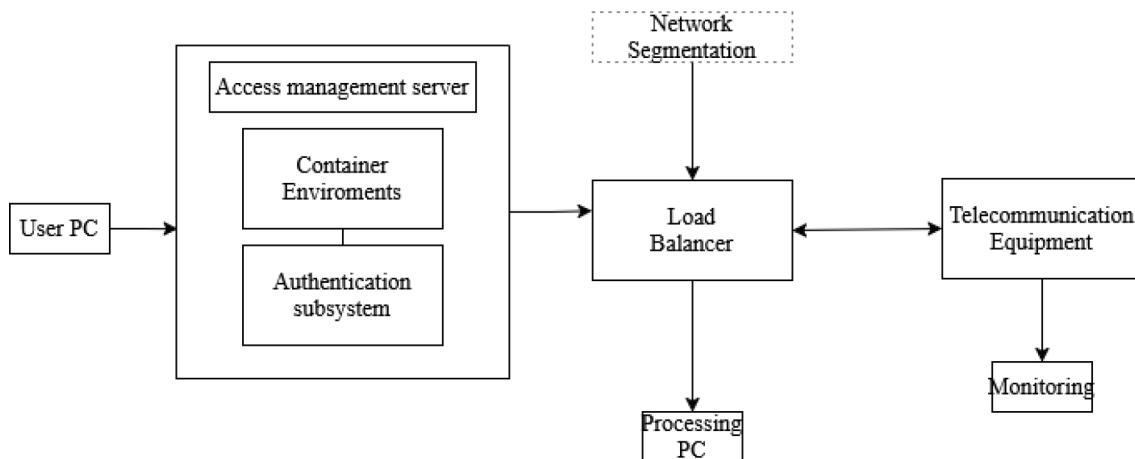 Network
Segmentation
Access management server
Container
Enviroments
User PC
Load
Balancer
Telecommunication
Equipment
Authentication
subsystem
Monitoring
Processing
PC